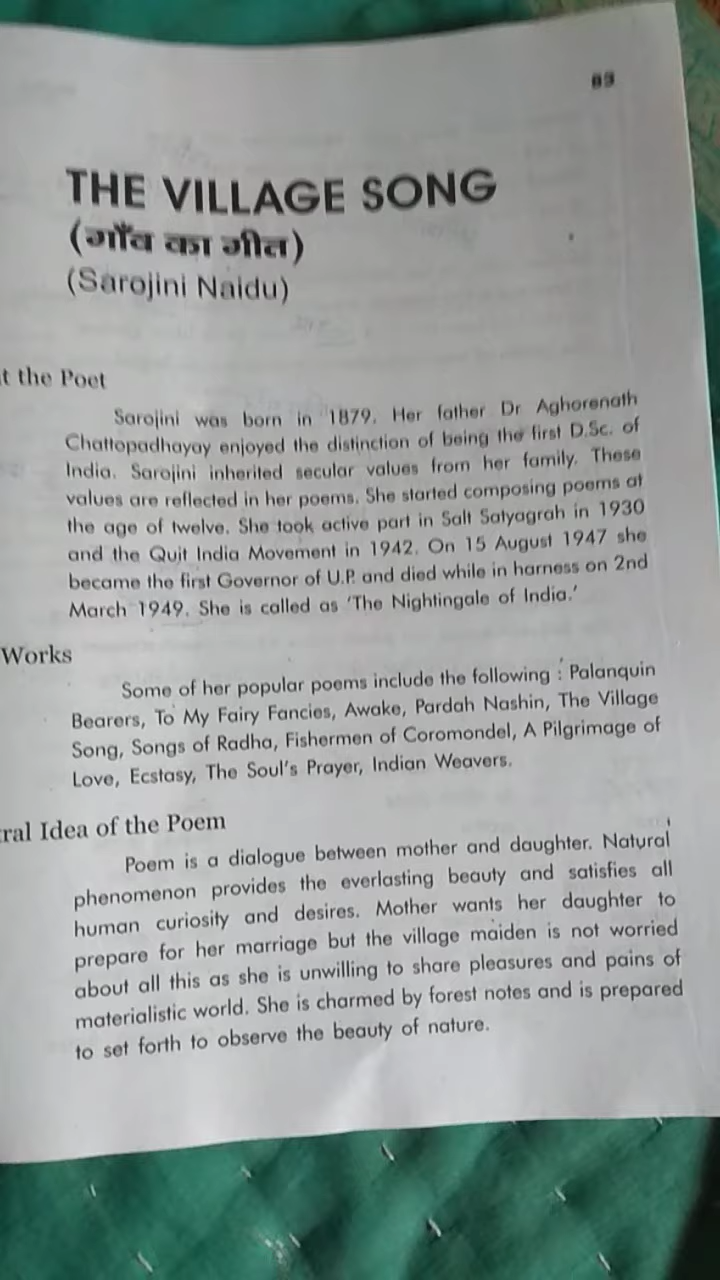 89
THE VILLAGE SONG
(गाँव का गीत)
(Sarojini Naidu)
t the Poet
Sarojini was born in 1879. Her father Dr Aghorenath
Chattopadhayay enjoyed the distinction of being the first D.Sc. of
India. Sarojini inherited secular values from her family. These
values are reflected in her poems. She started composing poems at
the age of twelve. She took active part in Salt Satyagrah in 1930
and the Quit India Movement in 1942. On 15 August 1947 she
became the first Governor of U.P. and died while in harness on 2nd
March 1949. She is called as 'The Nightingale of India.'
Works
Some of her popular poems include the following : Palanquin
Bearers, To My Fairy Fancies, Awake, Pardah Nashin, The Village
Song, Songs of Radha, Fishermen of Coromondel, A Pilgrimage of
Love, Ecstasy, The Soul's Prayer, Indian Weavers.
ral Idea of the Poem
Poem is a dialogue between mother and daughter. Natural
phenomenon provides the everlasting beauty and satisfies all
human curiosity and desires. Mother wants her daughter to
prepare for her marriage but the village maiden is not worried
about all this as she is unwilling to share pleasures and pains of
materialistic world. She is charmed by forest notes and is prepared
to set forth to observe the beauty of nature.